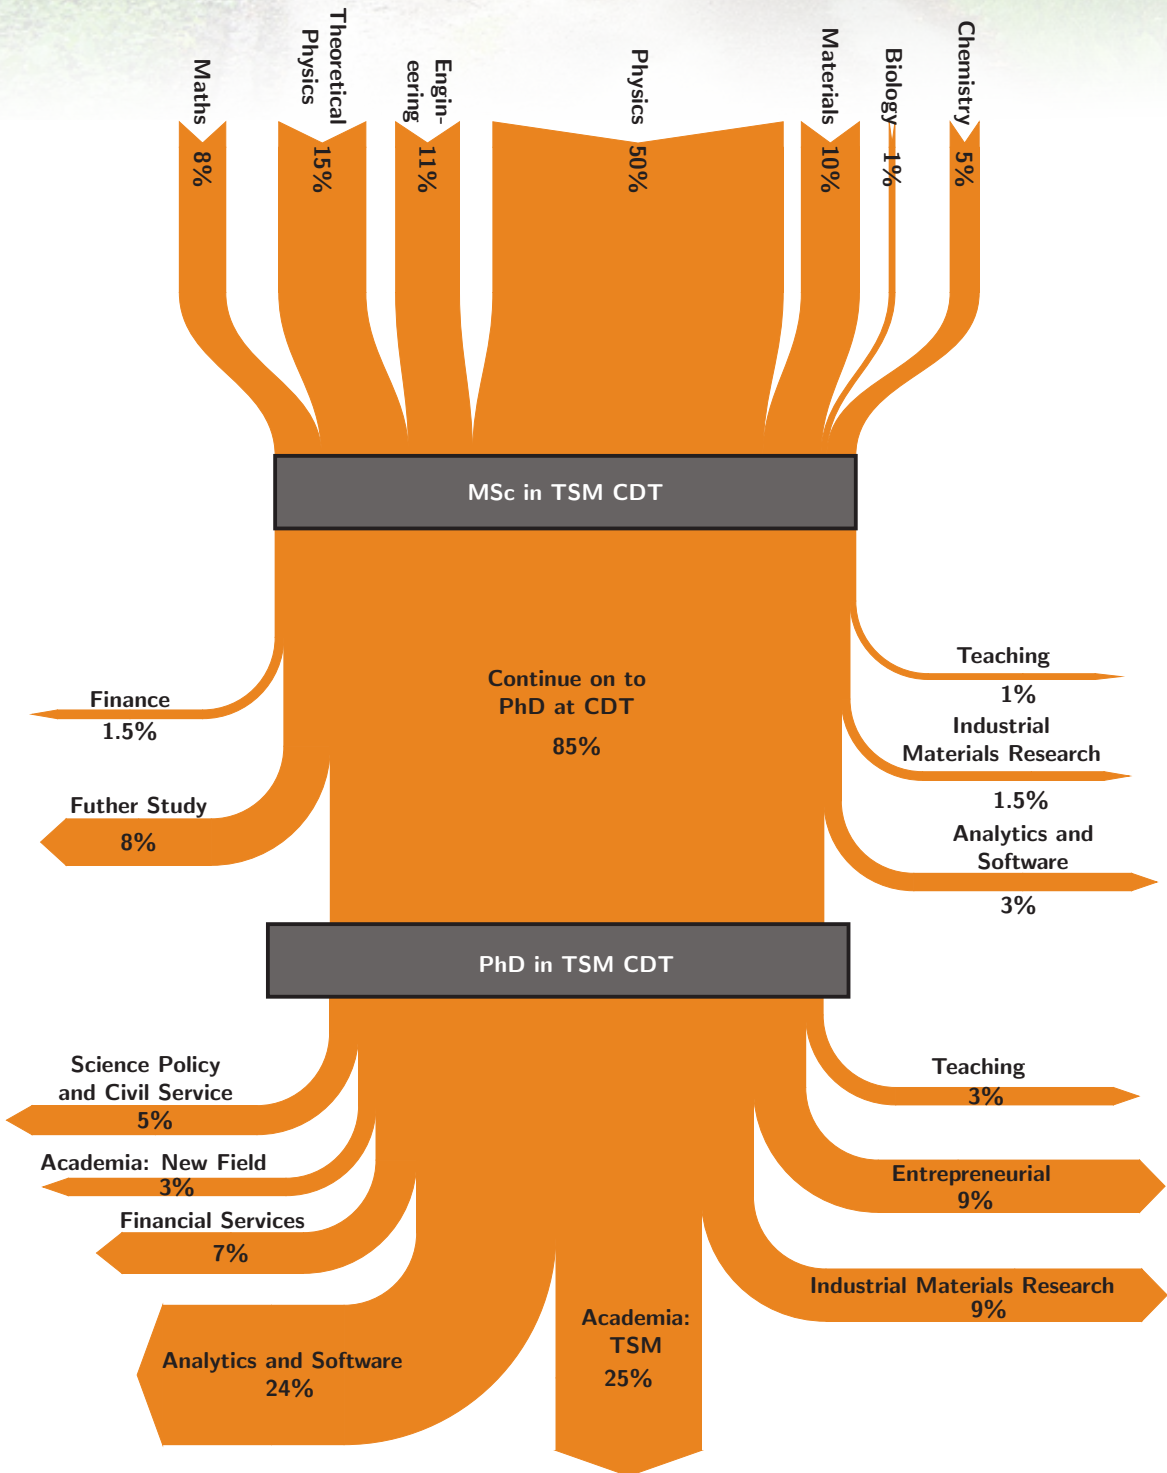 Maths
8%
Theoretical
Physics
15%
Engin-
eering
11%
Physics
50%
Materials
10%
Biology
1%
Chemistry
5%
MSc in TSM CDT
Continue on to
PhD at CDT
85%
Finance
1.5%
Futher Study
8%
Teaching
1%
Industrial
Materials Research
1.5%
Analytics and
Software
3%
PhD in TSM CDT
Science Policy
and Civil Service
5%
Academia: New Field
3%
Financial Services
7%
Analytics and Software
24%
Academia:
TSM
25%
Teaching
3%
Entrepreneurial
9%
Industrial Materials Research
9%